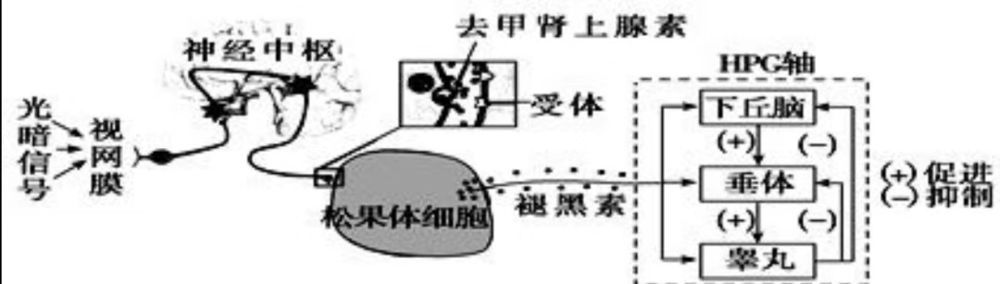 去甲肾上腺素
神经中枢
HPG轴
光暗信号
视网膜
受体
下丘脑
(+)
(−)
垂体
(+)
(−)
睾丸
(+)促进
(−)抑制
松果体细胞
褪黑素